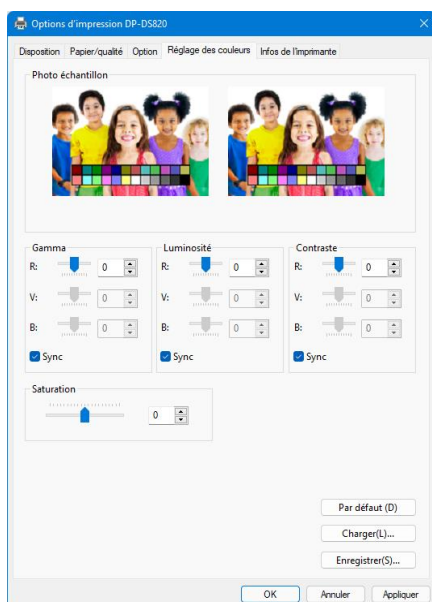 Options d'impression DP-DS820
Disposition Papier/qualité Option Réglage des couleurs Infos de l'imprimante
Photo échantillon
Gamma Luminosité Contraste
R: 0 R: 0 R: 0
V: 0 V: 0 V: 0
B: 0 B: 0 B: 0
Sync Sync Sync
Saturation
0
Par défaut (D)
Charger(L)...
Enregistrer(S)...
OK Annuler Appliquer